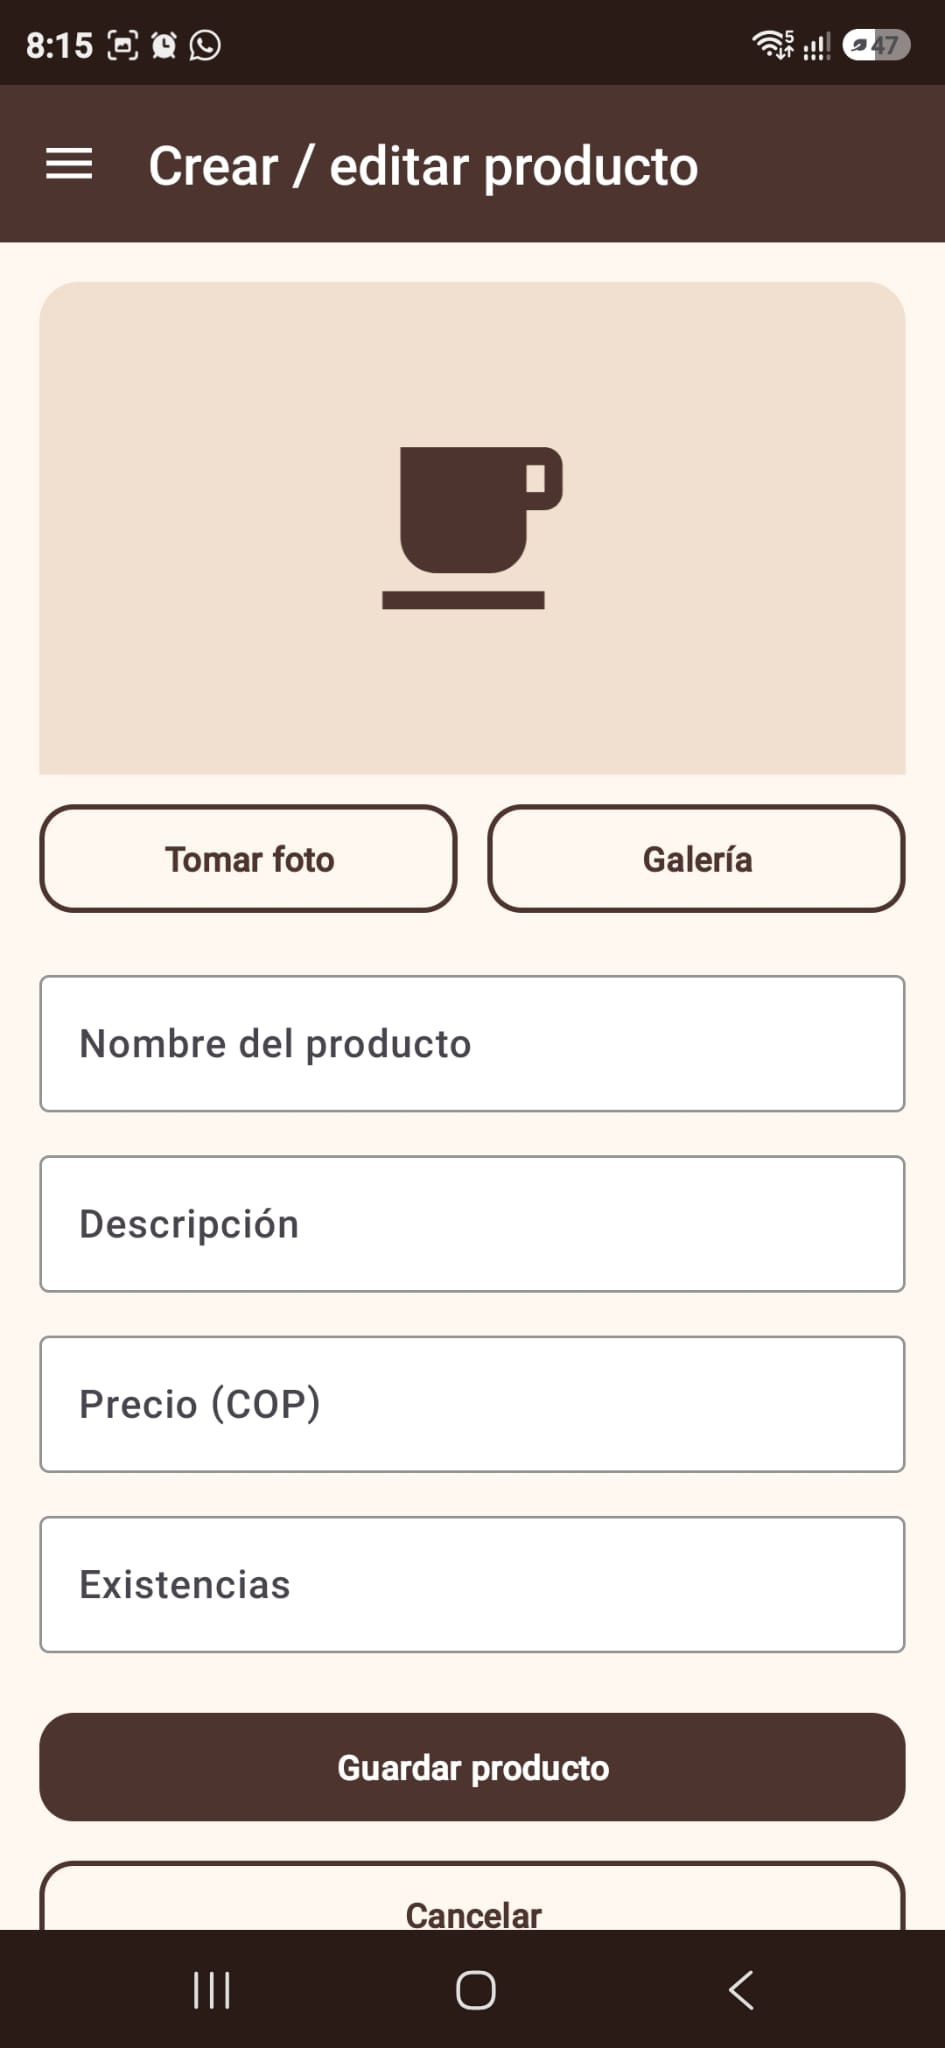 8:15
5
47
Crear / editar producto
Tomar foto
Galería
Nombre del producto
Descripción
Precio (COP)
Existencias
Guardar producto
Cancelar